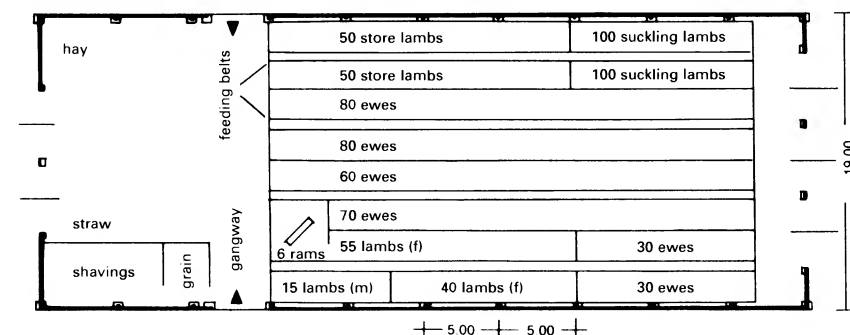 hay
feeding belts
50 store lambs
100 suckling lambs
50 store lambs
100 suckling lambs
80 ewes
80 ewes
60 ewes
70 ewes
6 rams
55 lambs (f)
30 ewes
15 lambs (m)
40 lambs (f)
30 ewes
straw
shavings
grain
gangway
19.00
5 00
5 00